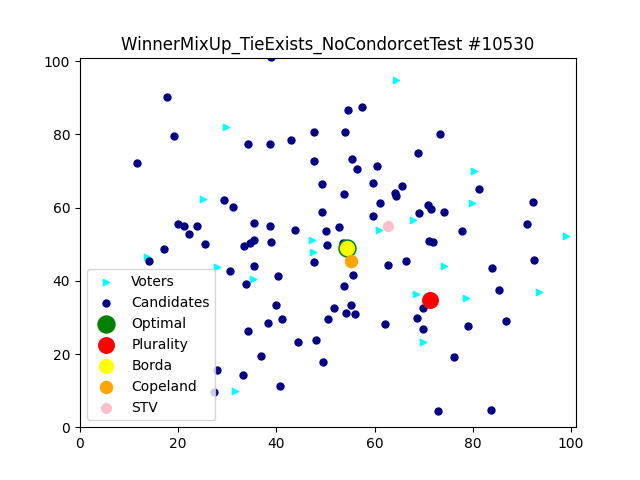 WinnerMixUp_TieExists_NoCondorcetTest #10530
100
80
60
40
20
0
Voters
Candidates
Optimal
Plurality
Borda
Copeland
STV
0 20 40 60 80 100